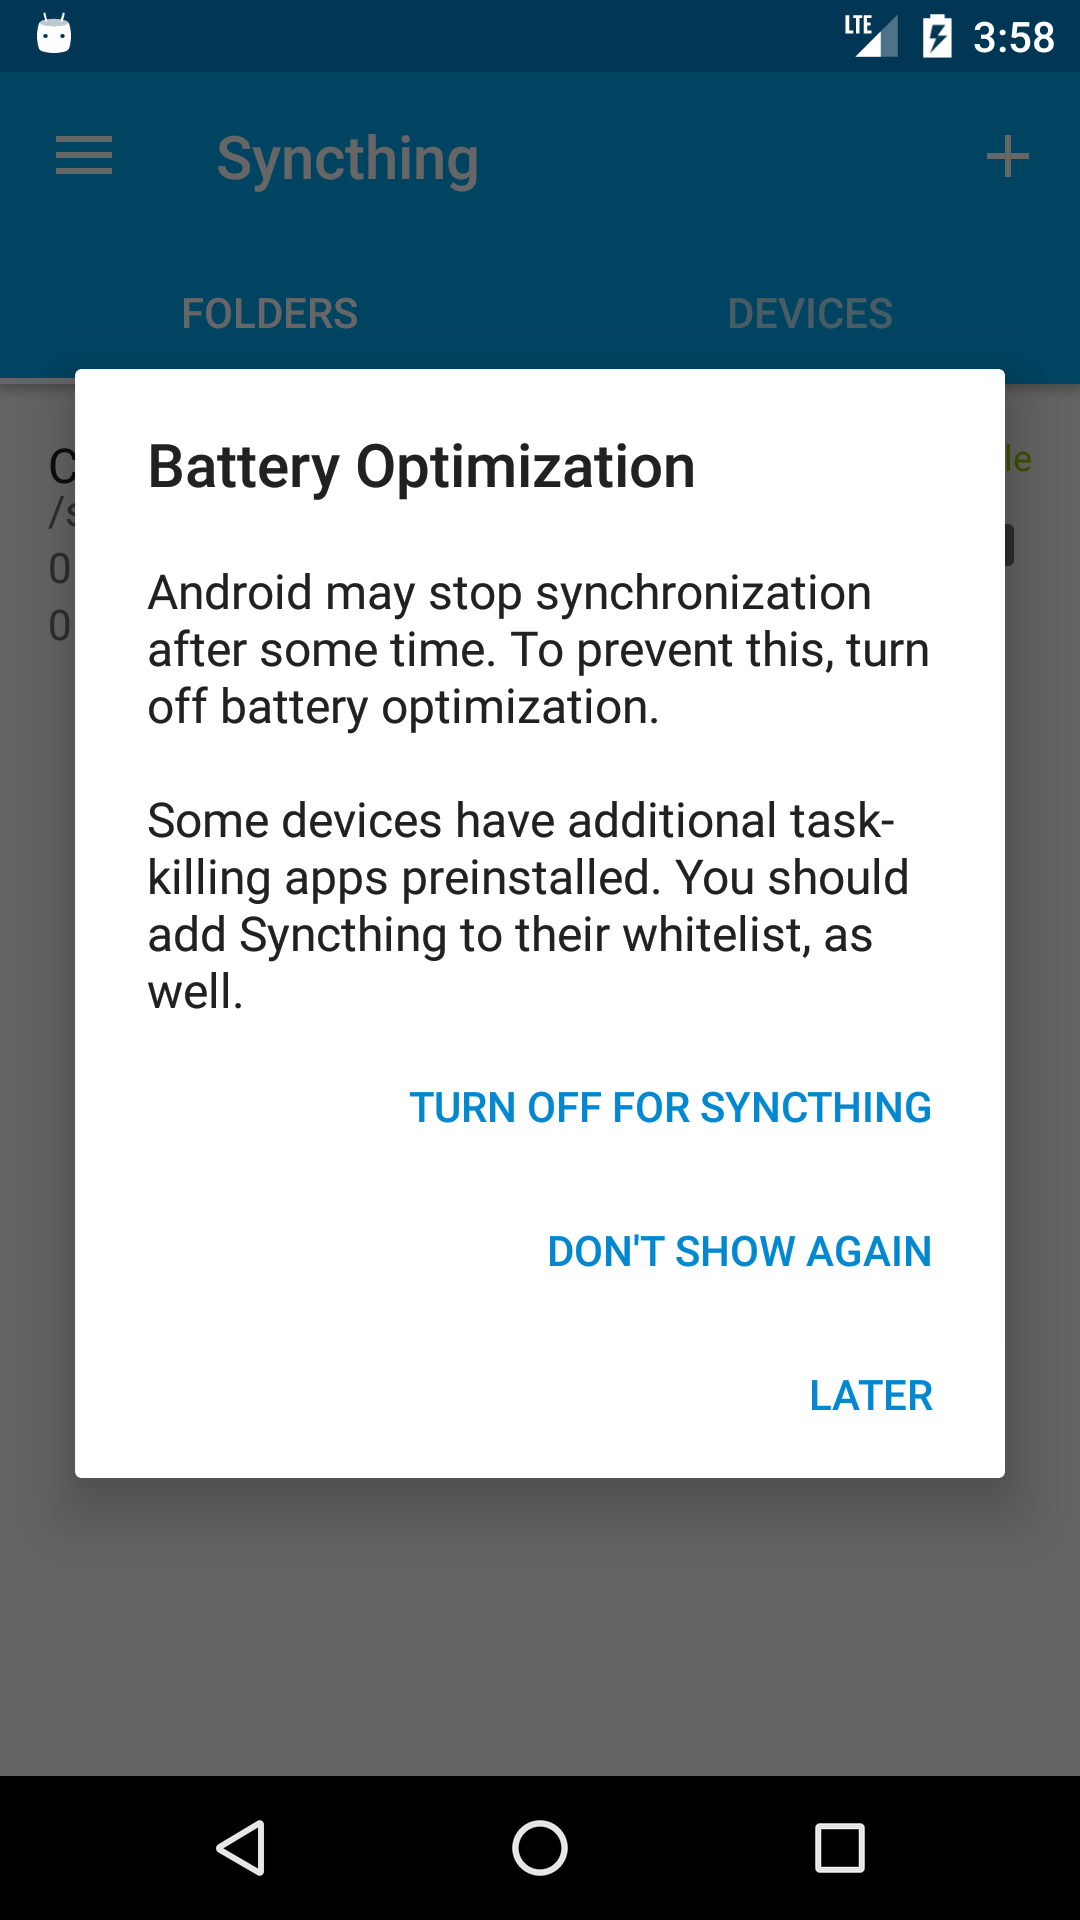 LTE 3:58
Syncthing
FOLDERS DEVICES
Battery Optimization
Android may stop synchronization
after some time. To prevent this, turn
off battery optimization.
Some devices have additional task-
killing apps preinstalled. You should
add Syncthing to their whitelist, as
well.
TURN OFF FOR SYNCTHING
DON'T SHOW AGAIN
LATER